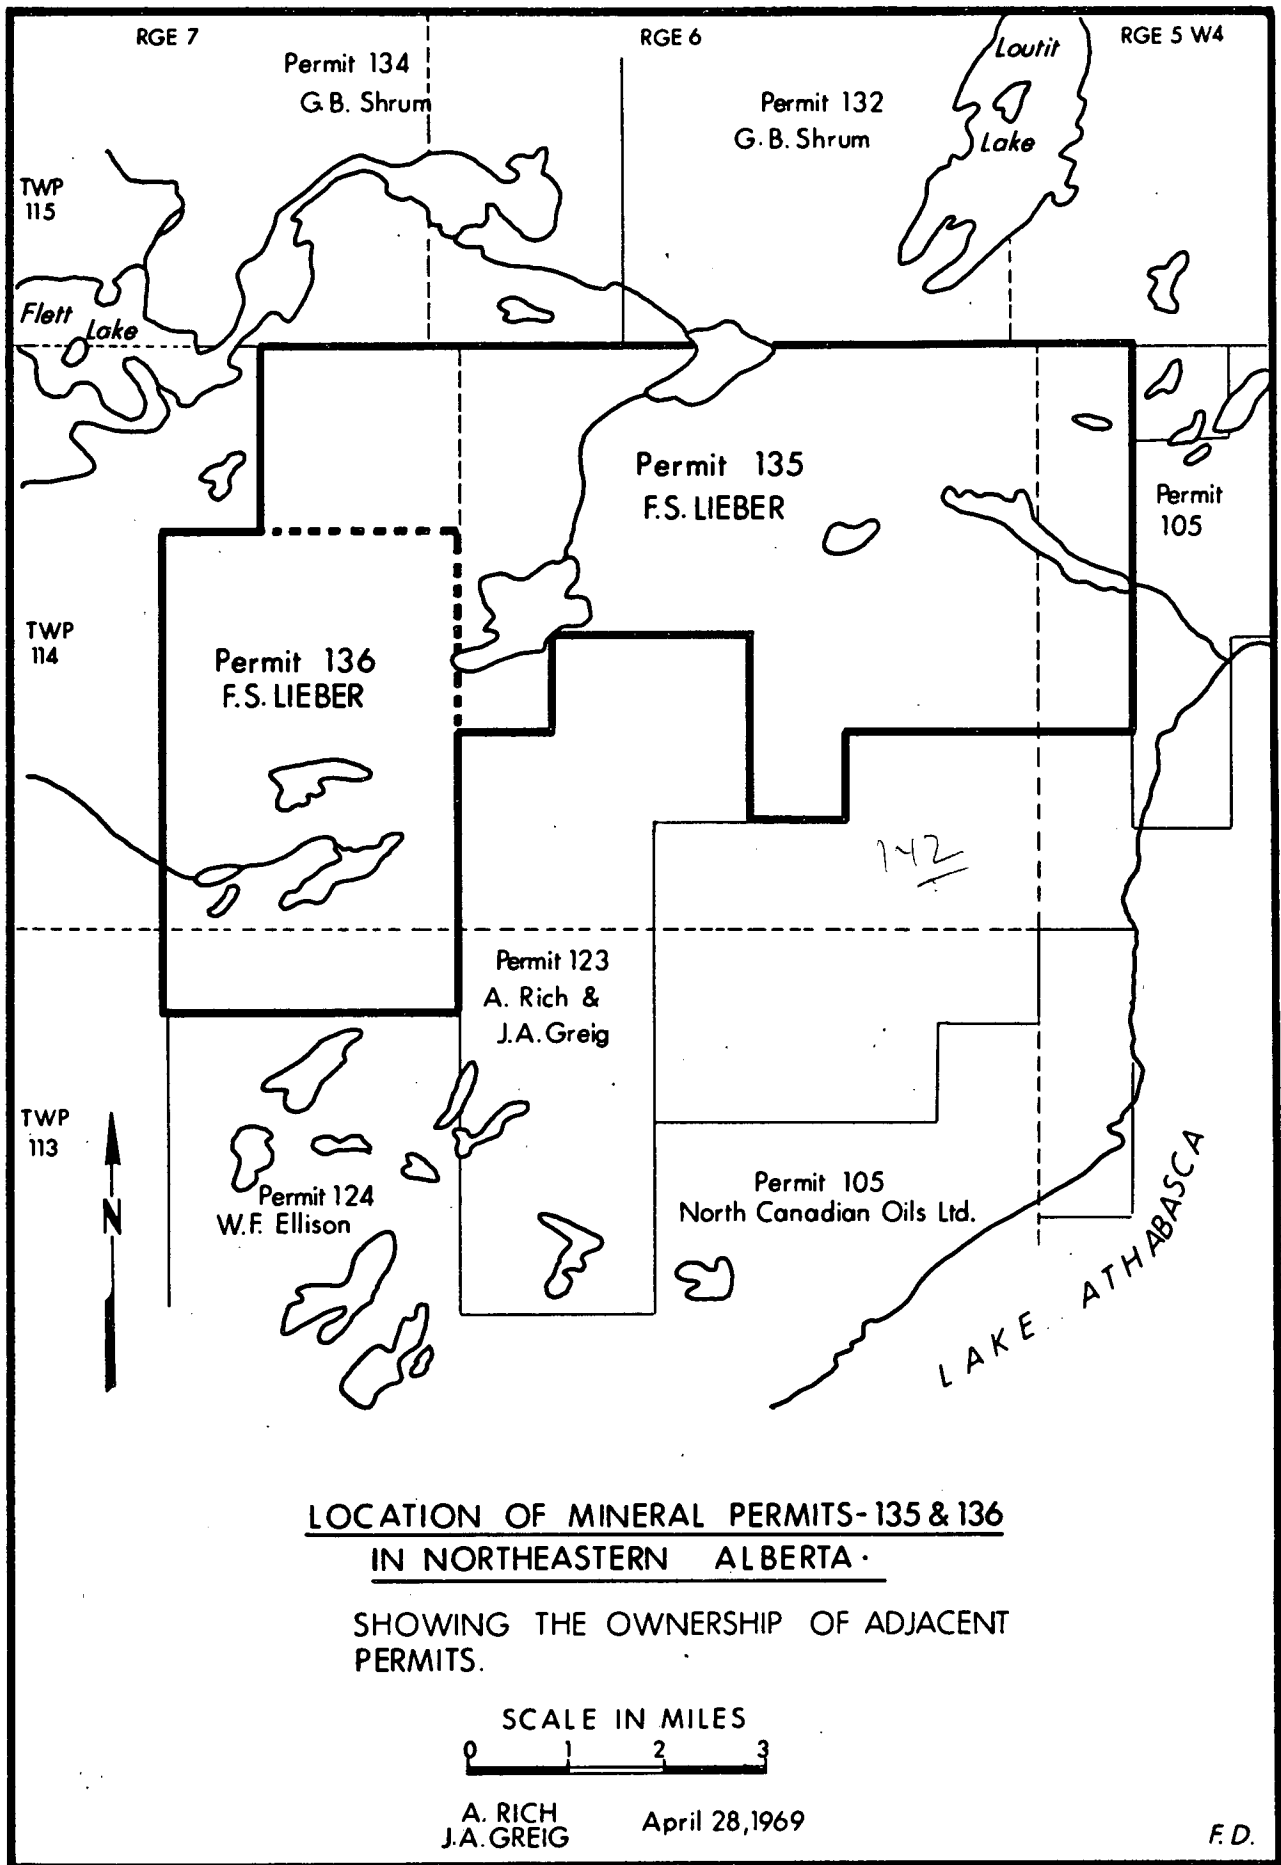 RGE 7
RGE 6
RGE 5 W4
Permit 134
G.B. Shrum
Permit 132
G.B. Shrum
Loutit
Lake
TWP
115
Flett
Lake
Permit 135
F.S. LIEBER
Permit
105
TWP
114
Permit 136
F.S. LIEBER
142
Permit 123
A. Rich &
J.A. Greig
TWP
113
N
Permit 124
W.F. Ellison
Permit 105
North Canadian Oils Ltd.
LAKE ATHABASCA
LOCATION OF MINERAL PERMITS-135 & 136
IN NORTHEASTERN ALBERTA.
SHOWING THE OWNERSHIP OF ADJACENT
PERMITS.
SCALE IN MILES
0 1 2 3
A. RICH
J.A. GREIG
April 28, 1969
F.D.